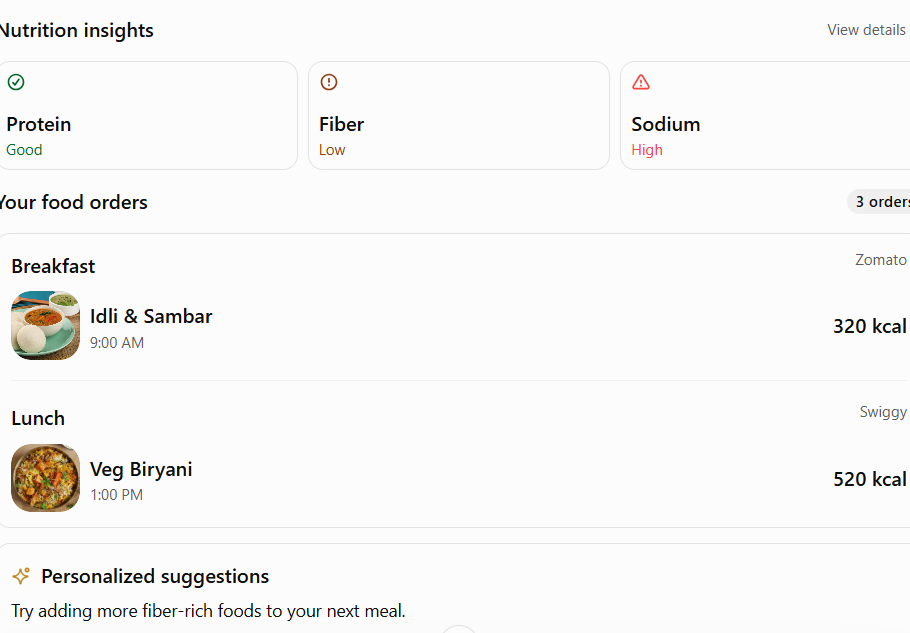 Nutrition insights
View details
Protein
Good
Fiber
Low
Sodium
High
Your food orders
3 orders
Breakfast
Zomato
Idli & Sambar
9:00 AM
320 kcal
Lunch
Swiggy
Veg Biryani
1:00 PM
520 kcal
Personalized suggestions
Try adding more fiber-rich foods to your next meal.